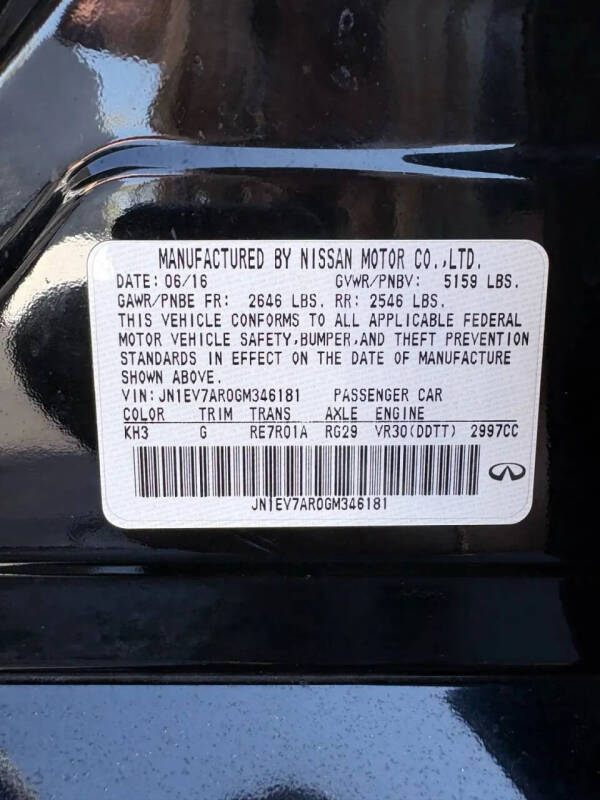 MANUFACTURED BY NISSAN MOTOR CO.,LTD.
DATE: 06/16 GVWR/PNBV: 5159 LBS.
GAWR/PNBE FR: 2646 LBS. RR: 2546 LBS.
THIS VEHICLE CONFORMS TO ALL APPLICABLE FEDERAL
MOTOR VEHICLE SAFETY,BUMPER,AND THEFT PREVENTION
STANDARDS IN EFFECT ON THE DATE OF MANUFACTURE
SHOWN ABOVE.
VIN: JN1EV7AR0GM346181 PASSENGER CAR
COLOR TRIM TRANS AXLE ENGINE
KH3 G RE7R01A RG29 VR30(DDTT) 2997CC
JN1EV7AR0GM346181